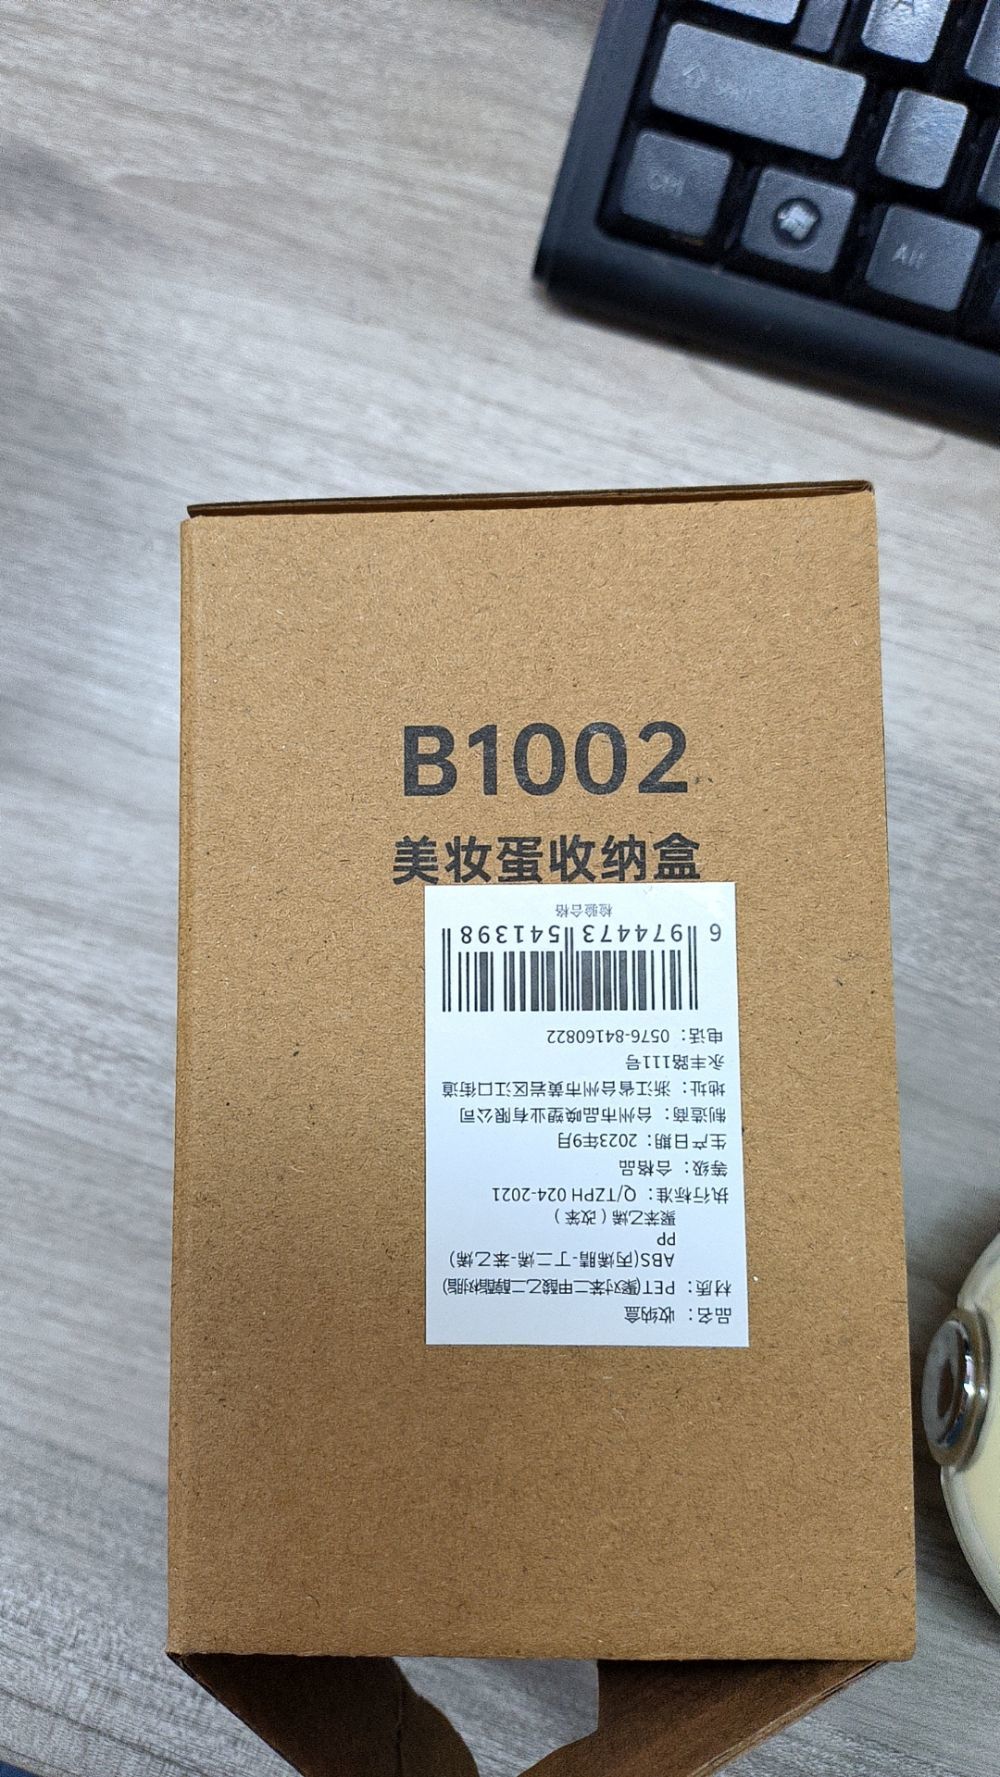 A
Shift
Ctrl
Alt
B1002
美妆蛋收纳盒
品名：收纳盒
材质：PET(聚对苯二甲酸乙二醇酯树脂)
ABS(丙烯腈-丁二烯-苯乙烯)
PP
聚苯乙烯（改苯）
执行标准：Q/TZPH 024-2021
等级：合格品
生产日期：2023年9月
制造商：台州市品唤塑业有限公司
地址：浙江省台州市黄岩区江口街道
永丰路111号
电话：0576-84160822
6 974473 541398
检验合格